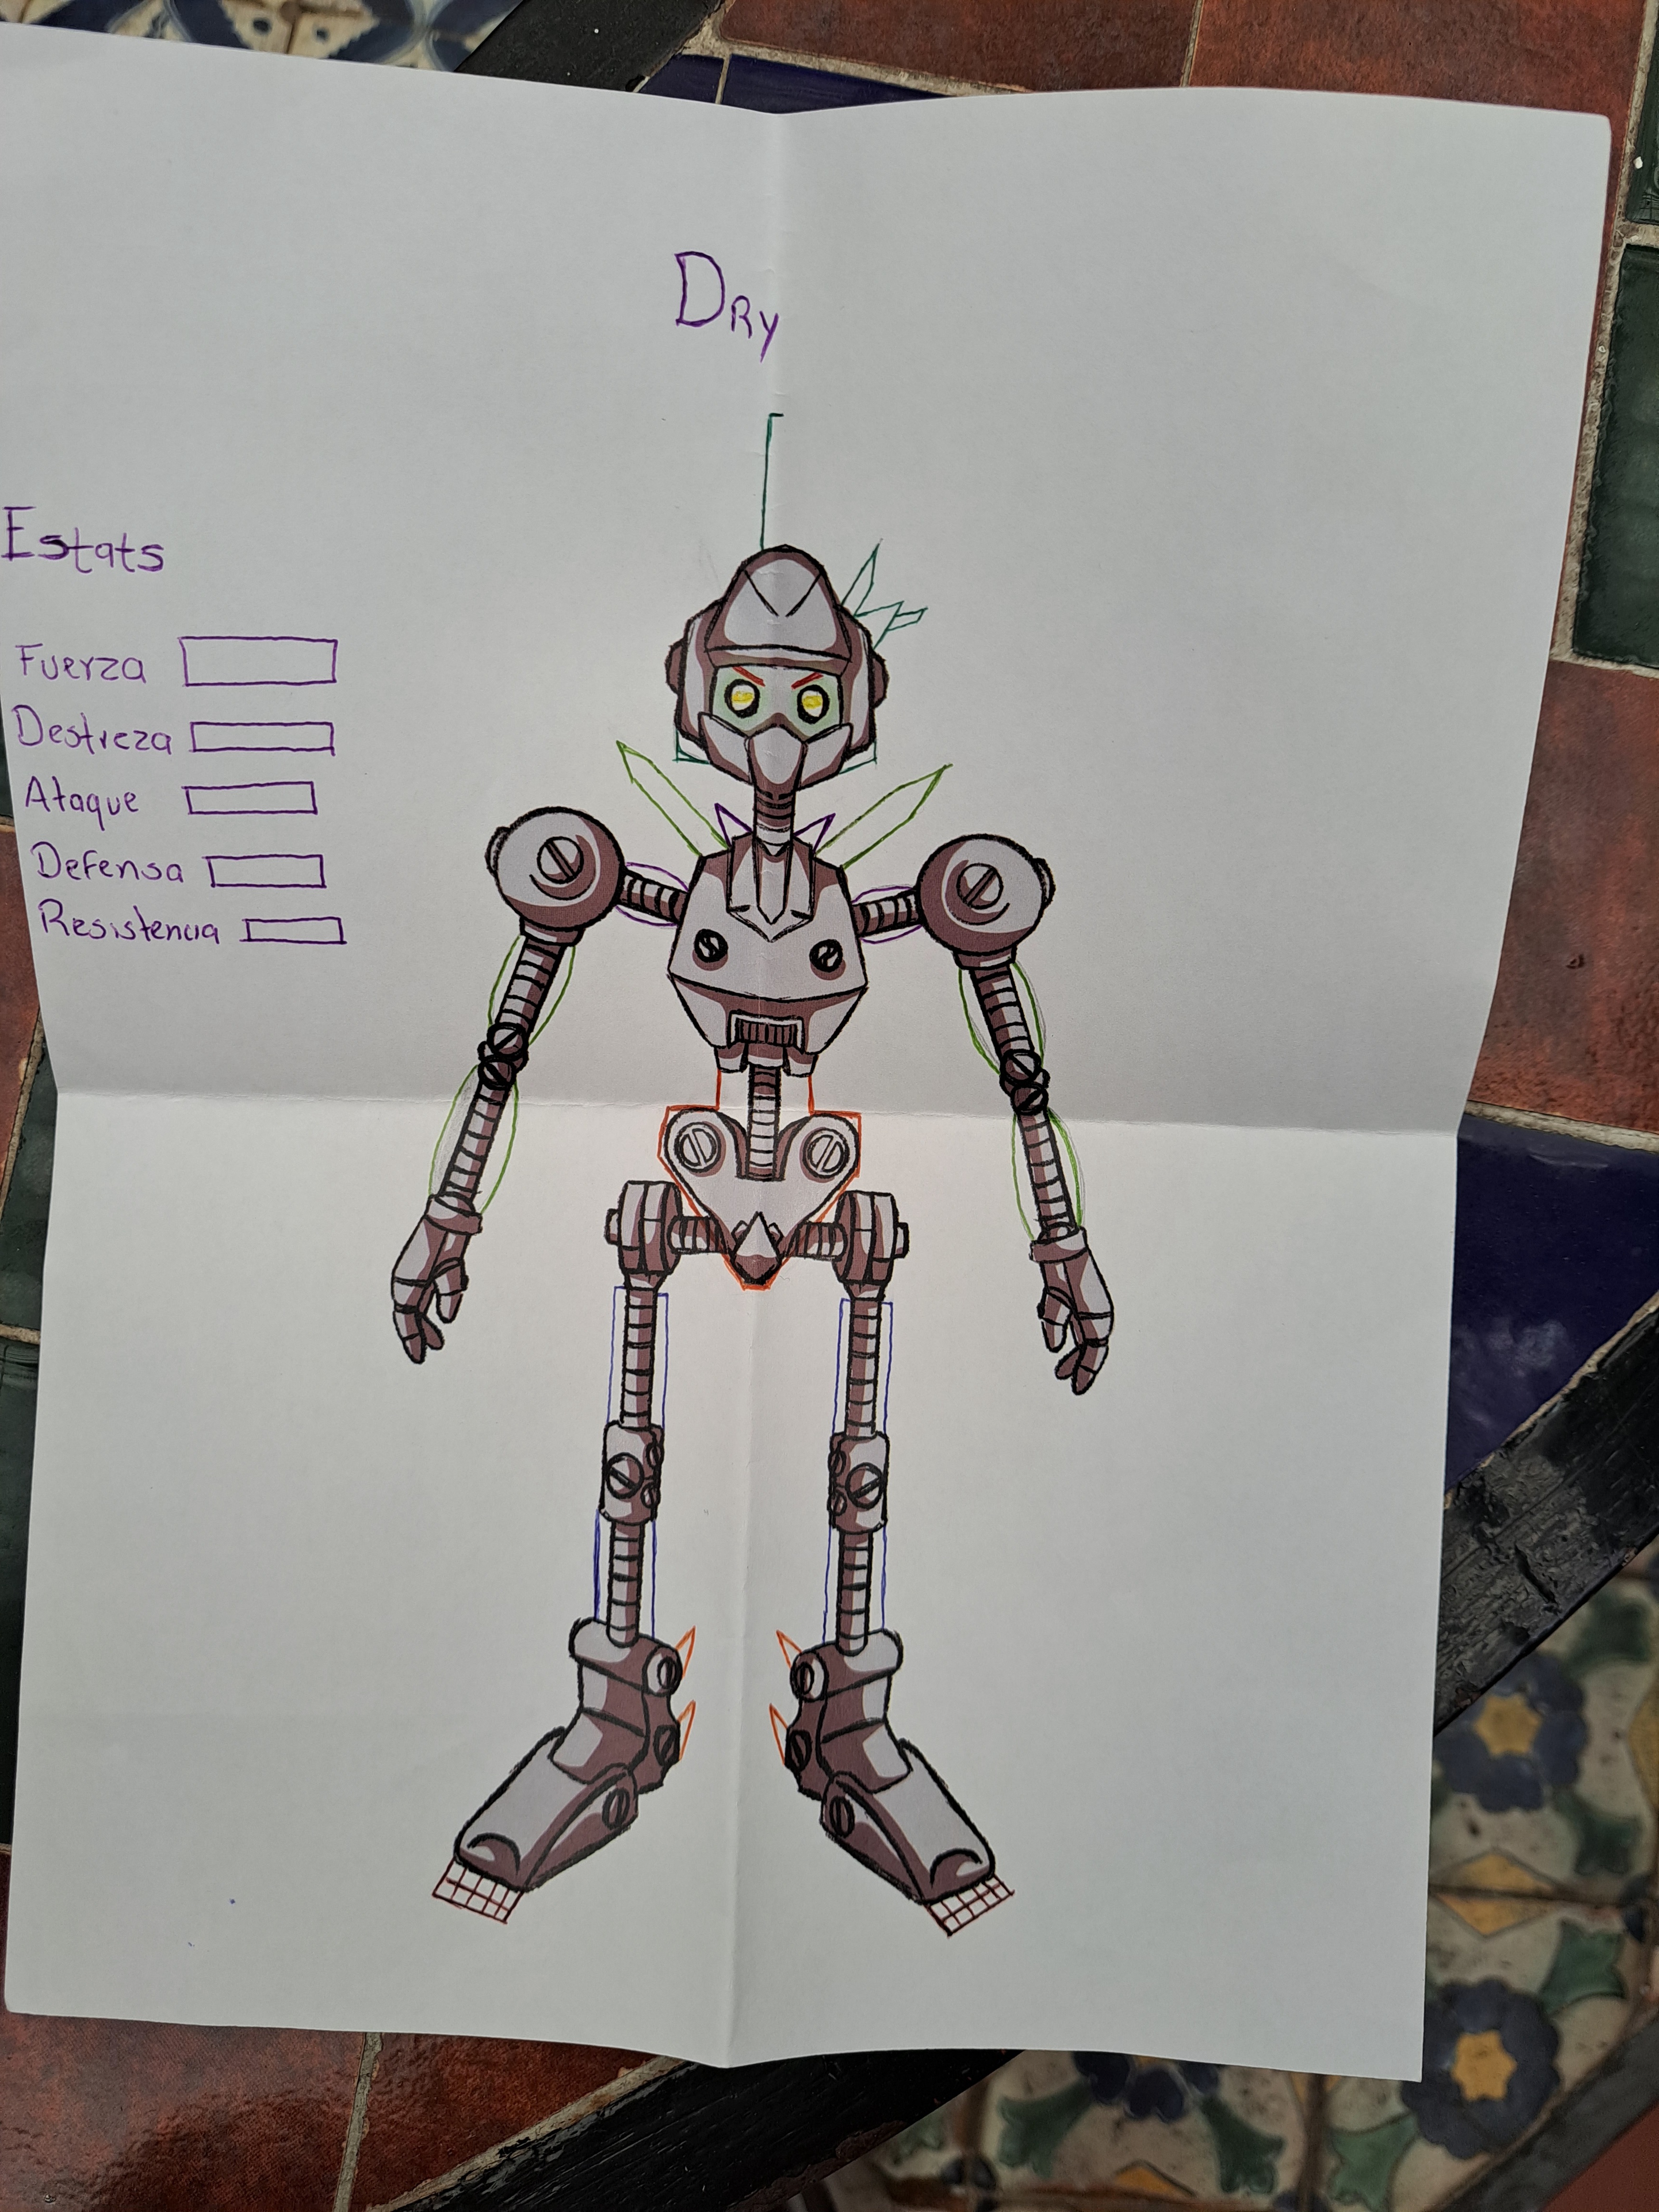 Dry
Estats
Fuerza
Destreza
Ataque
Defensa
Resistencia